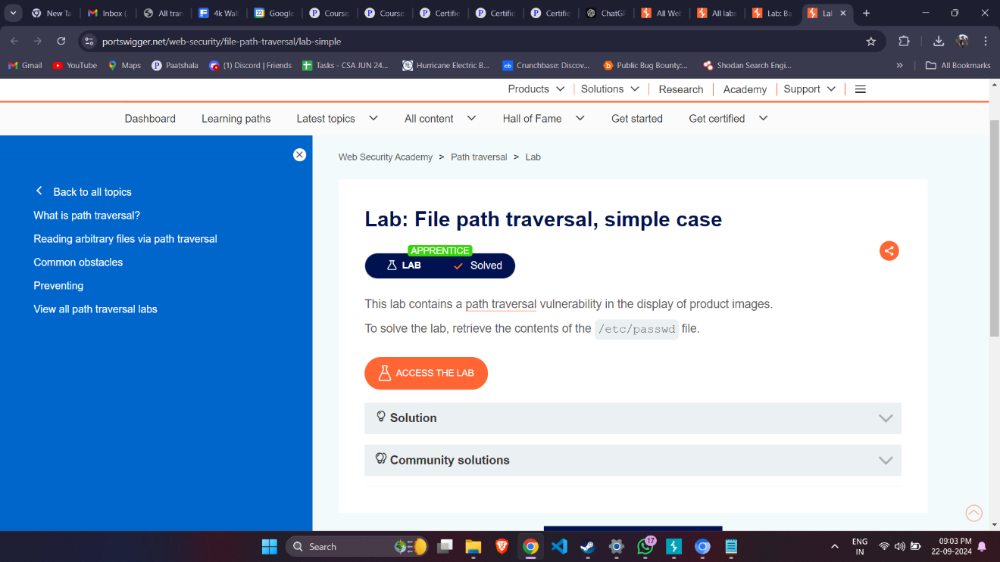 New Ta
Inbox (
All tran
4k Wall
Google
Course
Course
Certifie
Certifie
Certifie
ChatGP
All Web
All labs
Lab: Ba
Lab
portswigger.net/web-security/file-path-traversal/lab-simple
Gmail
YouTube
Maps
Paatshala
(1) Discord | Friends
Tasks - CSA JUN 24...
Hurricane Electric B...
Crunchbase: Discov...
Public Bug Bounty:...
Shodan Search Engi...
All Bookmarks
Products
Solutions
Research
Academy
Support
Dashboard
Learning paths
Latest topics
All content
Hall of Fame
Get started
Get certified
Back to all topics
What is path traversal?
Reading arbitrary files via path traversal
Common obstacles
Preventing
View all path traversal labs
Web Security Academy > Path traversal > Lab
Lab: File path traversal, simple case
APPRENTICE
LAB
Solved
This lab contains a path traversal vulnerability in the display of product images.
To solve the lab, retrieve the contents of the /etc/passwd file.
ACCESS THE LAB
Solution
Community solutions
Search
17
ENG
IN
09:03 PM
22-09-2024